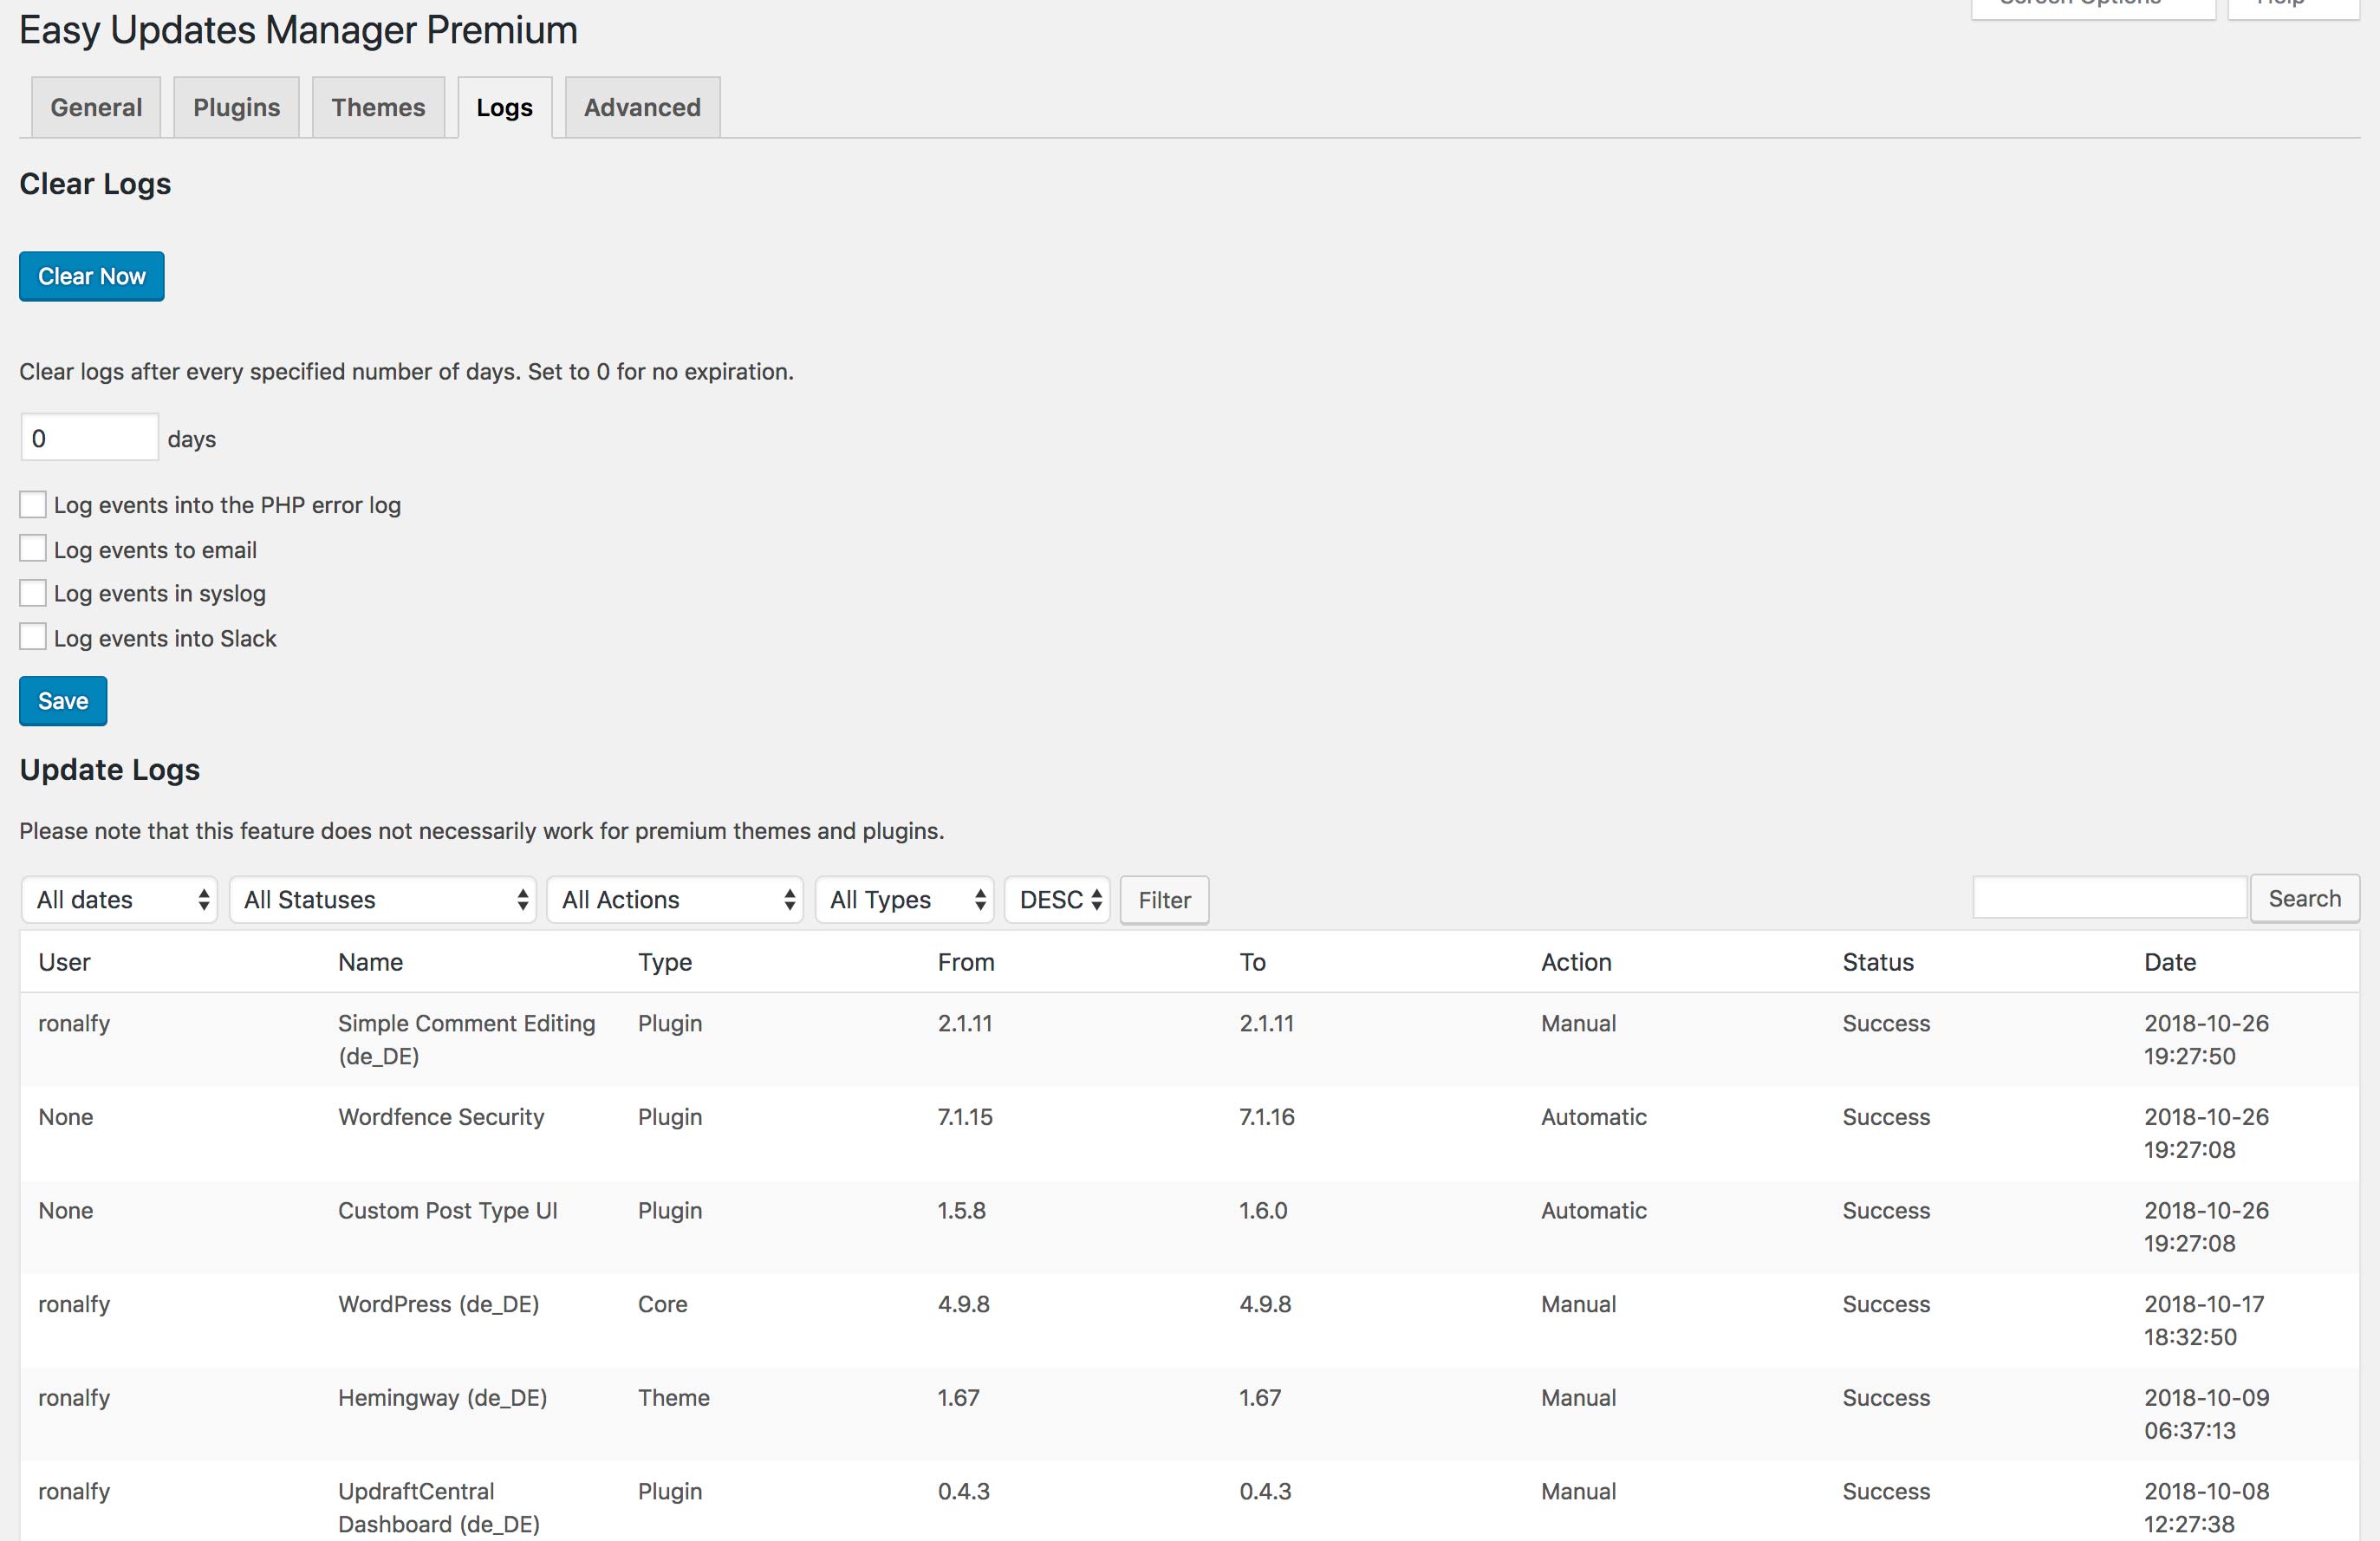 Screen Options
Help
Easy Updates Manager Premium
General Plugins Themes Logs Advanced
Clear Logs
Clear Now
Clear logs after every specified number of days. Set to 0 for no expiration.
0 days
Log events into the PHP error log
Log events to email
Log events in syslog
Log events into Slack
Save
Update Logs
Please note that this feature does not necessarily work for premium themes and plugins.
All dates All Statuses All Actions All Types DESC Filter Search
User Name Type From To Action Status Date
ronalfy Simple Comment Editing Plugin 2.1.11 2.1.11 Manual Success 2018-10-26
(de_DE) 19:27:50
None Wordfence Security Plugin 7.1.15 7.1.16 Automatic Success 2018-10-26
19:27:08
None Custom Post Type UI Plugin 1.5.8 1.6.0 Automatic Success 2018-10-26
19:27:08
ronalfy WordPress (de_DE) Core 4.9.8 4.9.8 Manual Success 2018-10-17
18:32:50
ronalfy Hemingway (de_DE) Theme 1.67 1.67 Manual Success 2018-10-09
06:37:13
ronalfy UpdraftCentral Plugin 0.4.3 0.4.3 Manual Success 2018-10-08
Dashboard (de_DE) 12:27:38